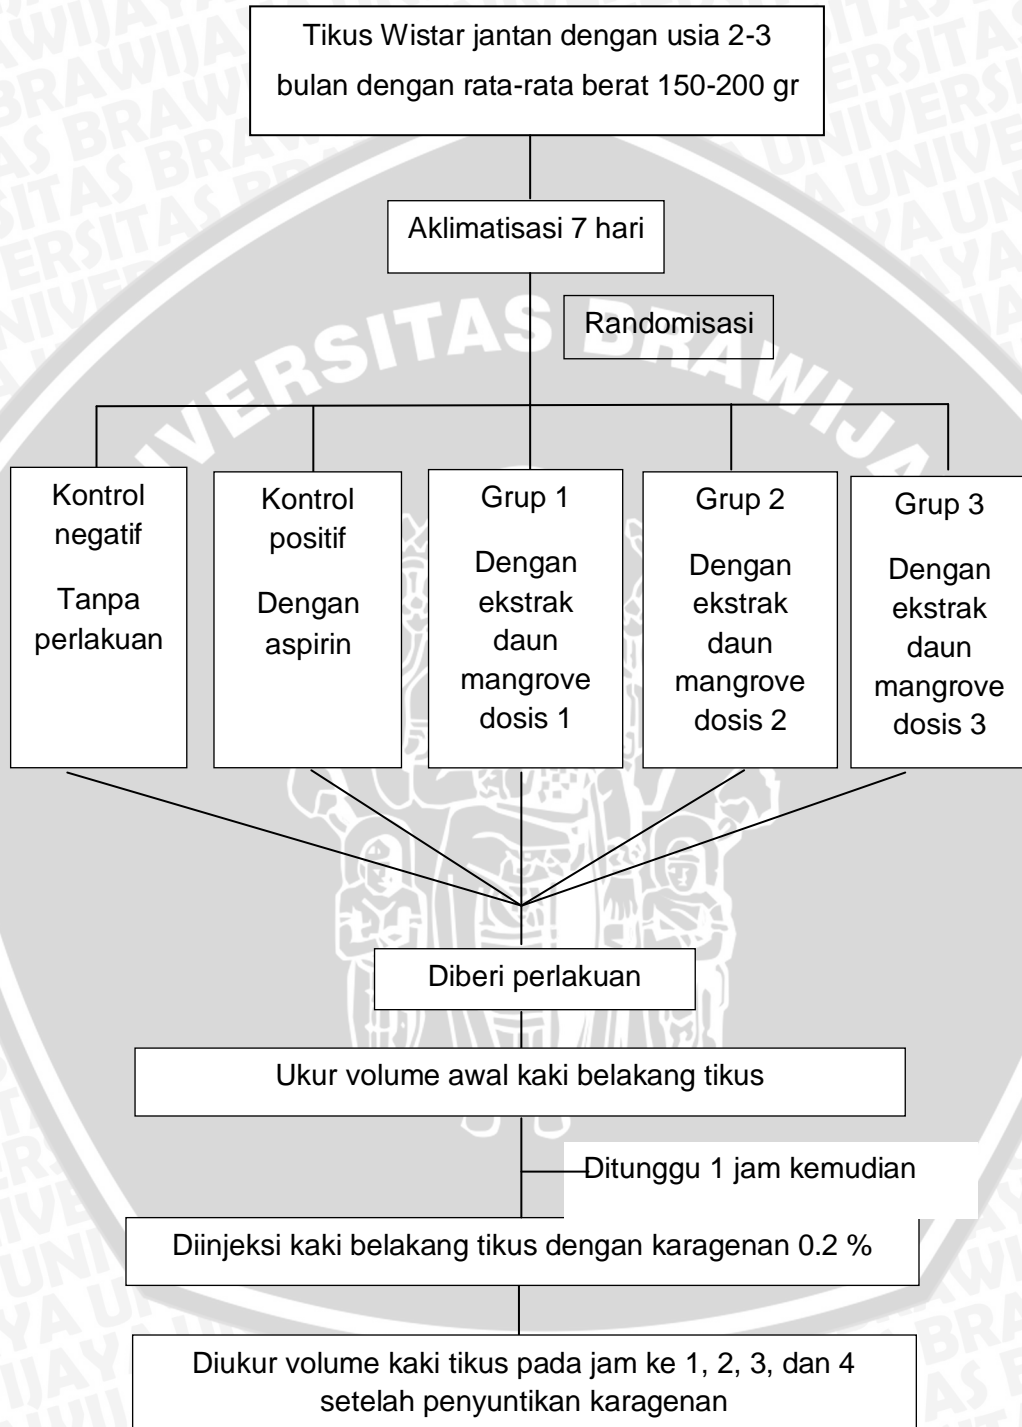 Tikus Wistar jantan dengan usia 2-3
bulan dengan rata-rata berat 150-200 gr
Aklimatisasi 7 hari
Randomisasi
Kontrol
negatif
Tanpa
perlakuan
Kontrol
positif
Dengan
aspirin
Grup 1
Dengan
ekstrak
daun
mangrove
dosis 1
Grup 2
Dengan
ekstrak
daun
mangrove
dosis 2
Grup 3
Dengan
ekstrak
daun
mangrove
dosis 3
Diberi perlakuan
Ukur volume awal kaki belakang tikus
Ditunggu 1 jam kemudian
Diinjeksi kaki belakang tikus dengan karagenan 0.2 %
Diukur volume kaki tikus pada jam ke 1, 2, 3, dan 4
setelah penyuntikan karagenan